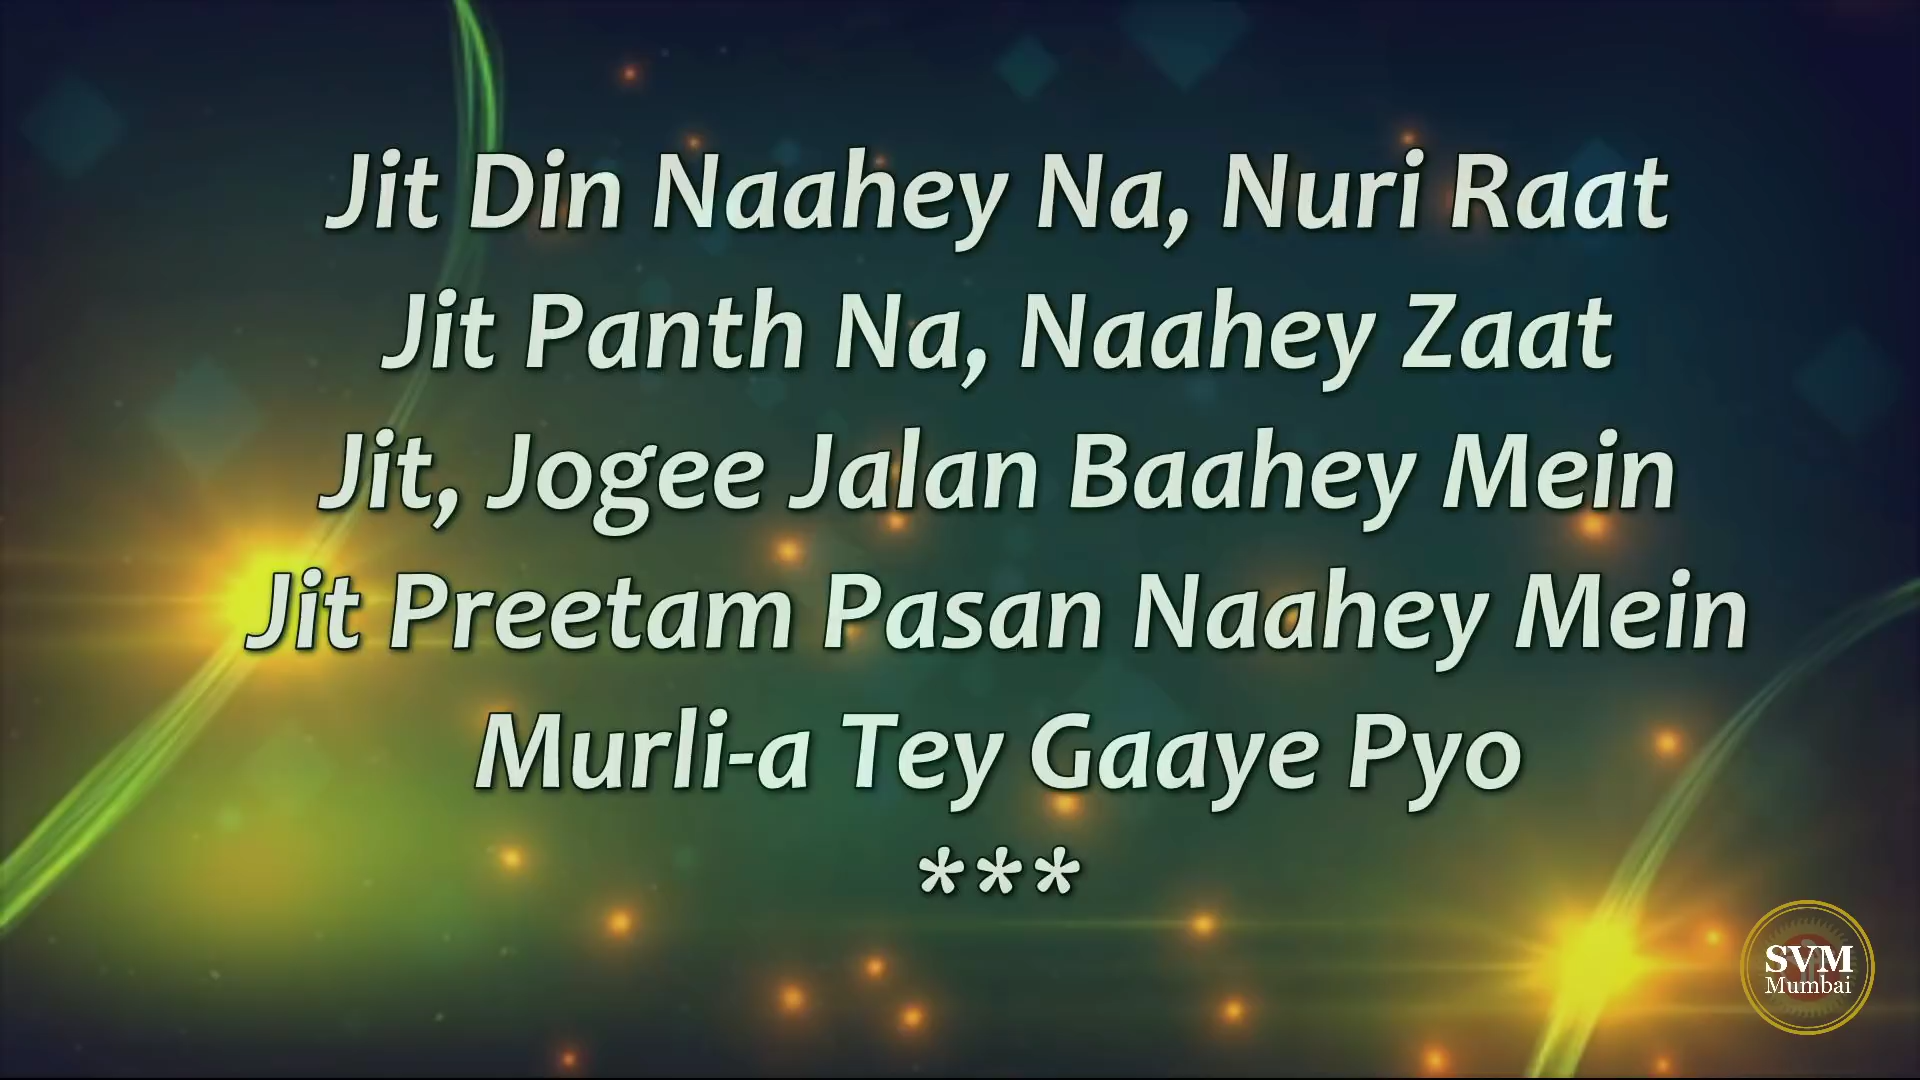 Jit Din Naahey Na, Nuri Raat
Jit Panth Na, Naahey Zaat
Jit, Jogee Jalan Baahey Mein
Jit Preetam Pasan Naahey Mein
Murli-a Tey Gaaye Pyo
***
SVM
Mumbai